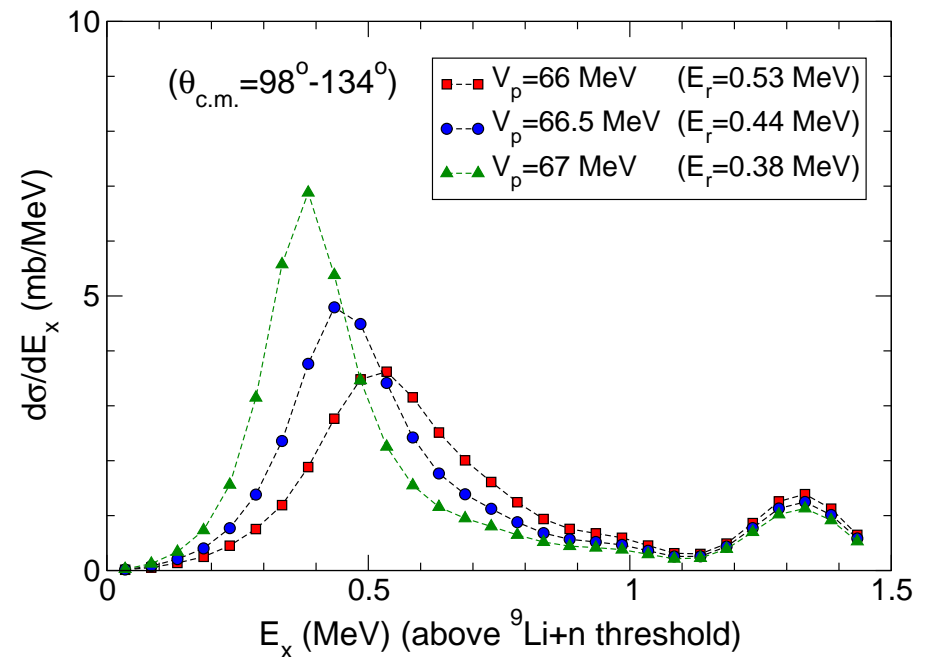 10
5
0
(θc.m.=98°-134°)
Vp=66 MeV (Er=0.53 MeV)
Vp=66.5 MeV (Er=0.44 MeV)
Vp=67 MeV (Er=0.38 MeV)
dσ/dEx (mb/MeV)
0 0.5 1 1.5
Ex (MeV) (above ⁹Li+n threshold)